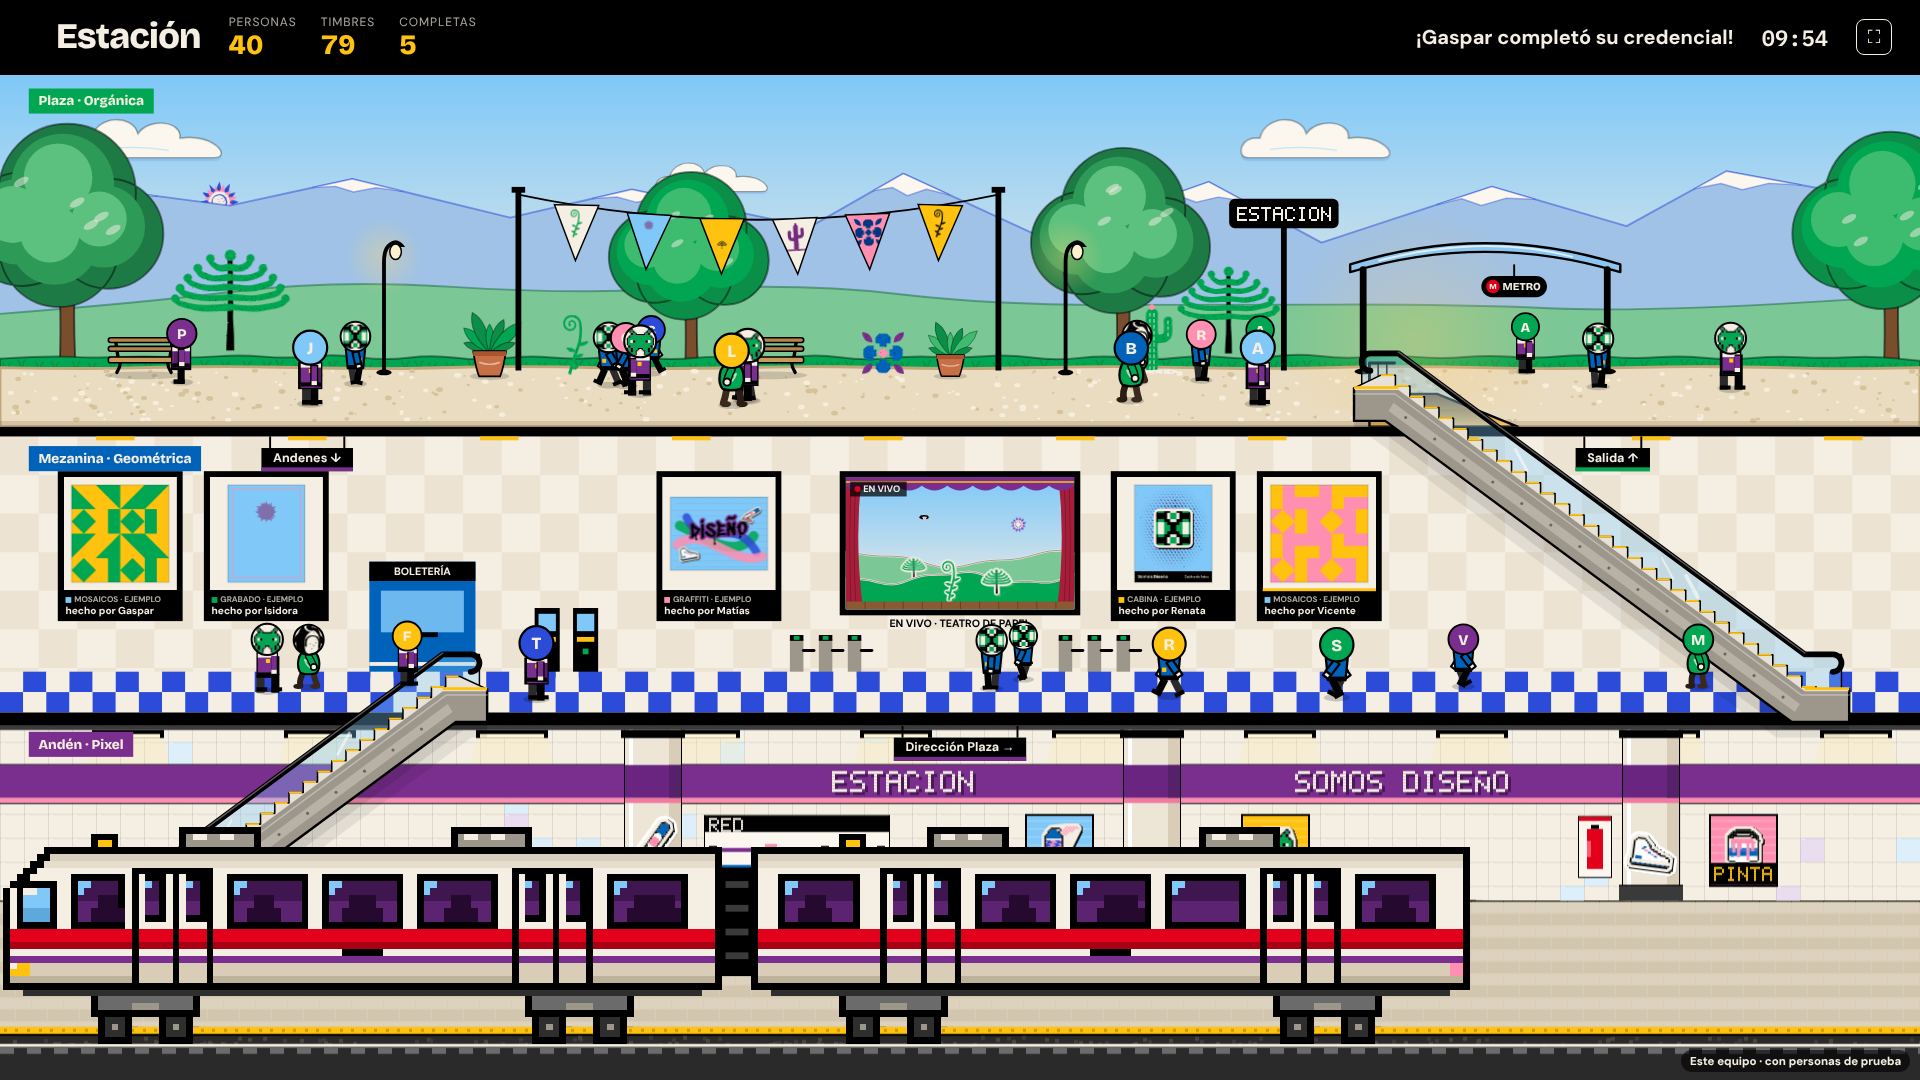 Estación
PERSONAS
40
TIMBRES
79
COMPLETAS
5
¡Gaspar completó su credencial!
09:54
Plaza · Orgánica
ESTACION
M METRO
P
J
L
B
R
A
A
Mezanina · Geométrica
Andenes ↓
Salida ↑
EN VIVO
DISEÑO
MOSAICOS · EJEMPLO
hecho por Gaspar
GRABADO · EJEMPLO
hecho por Isidora
GRAFFITI · EJEMPLO
hecho por Matías
CABINA · EJEMPLO
hecho por Renata
MOSAICOS · EJEMPLO
hecho por Vicente
BOLETERÍA
EN VIVO · TEATRO DE PAPEL
F
T
R
S
V
M
Andén · Pixel
Dirección Plaza →
ESTACION
SOMOS DISEÑO
RED
PINTA
Este equipo · con personas de prueba